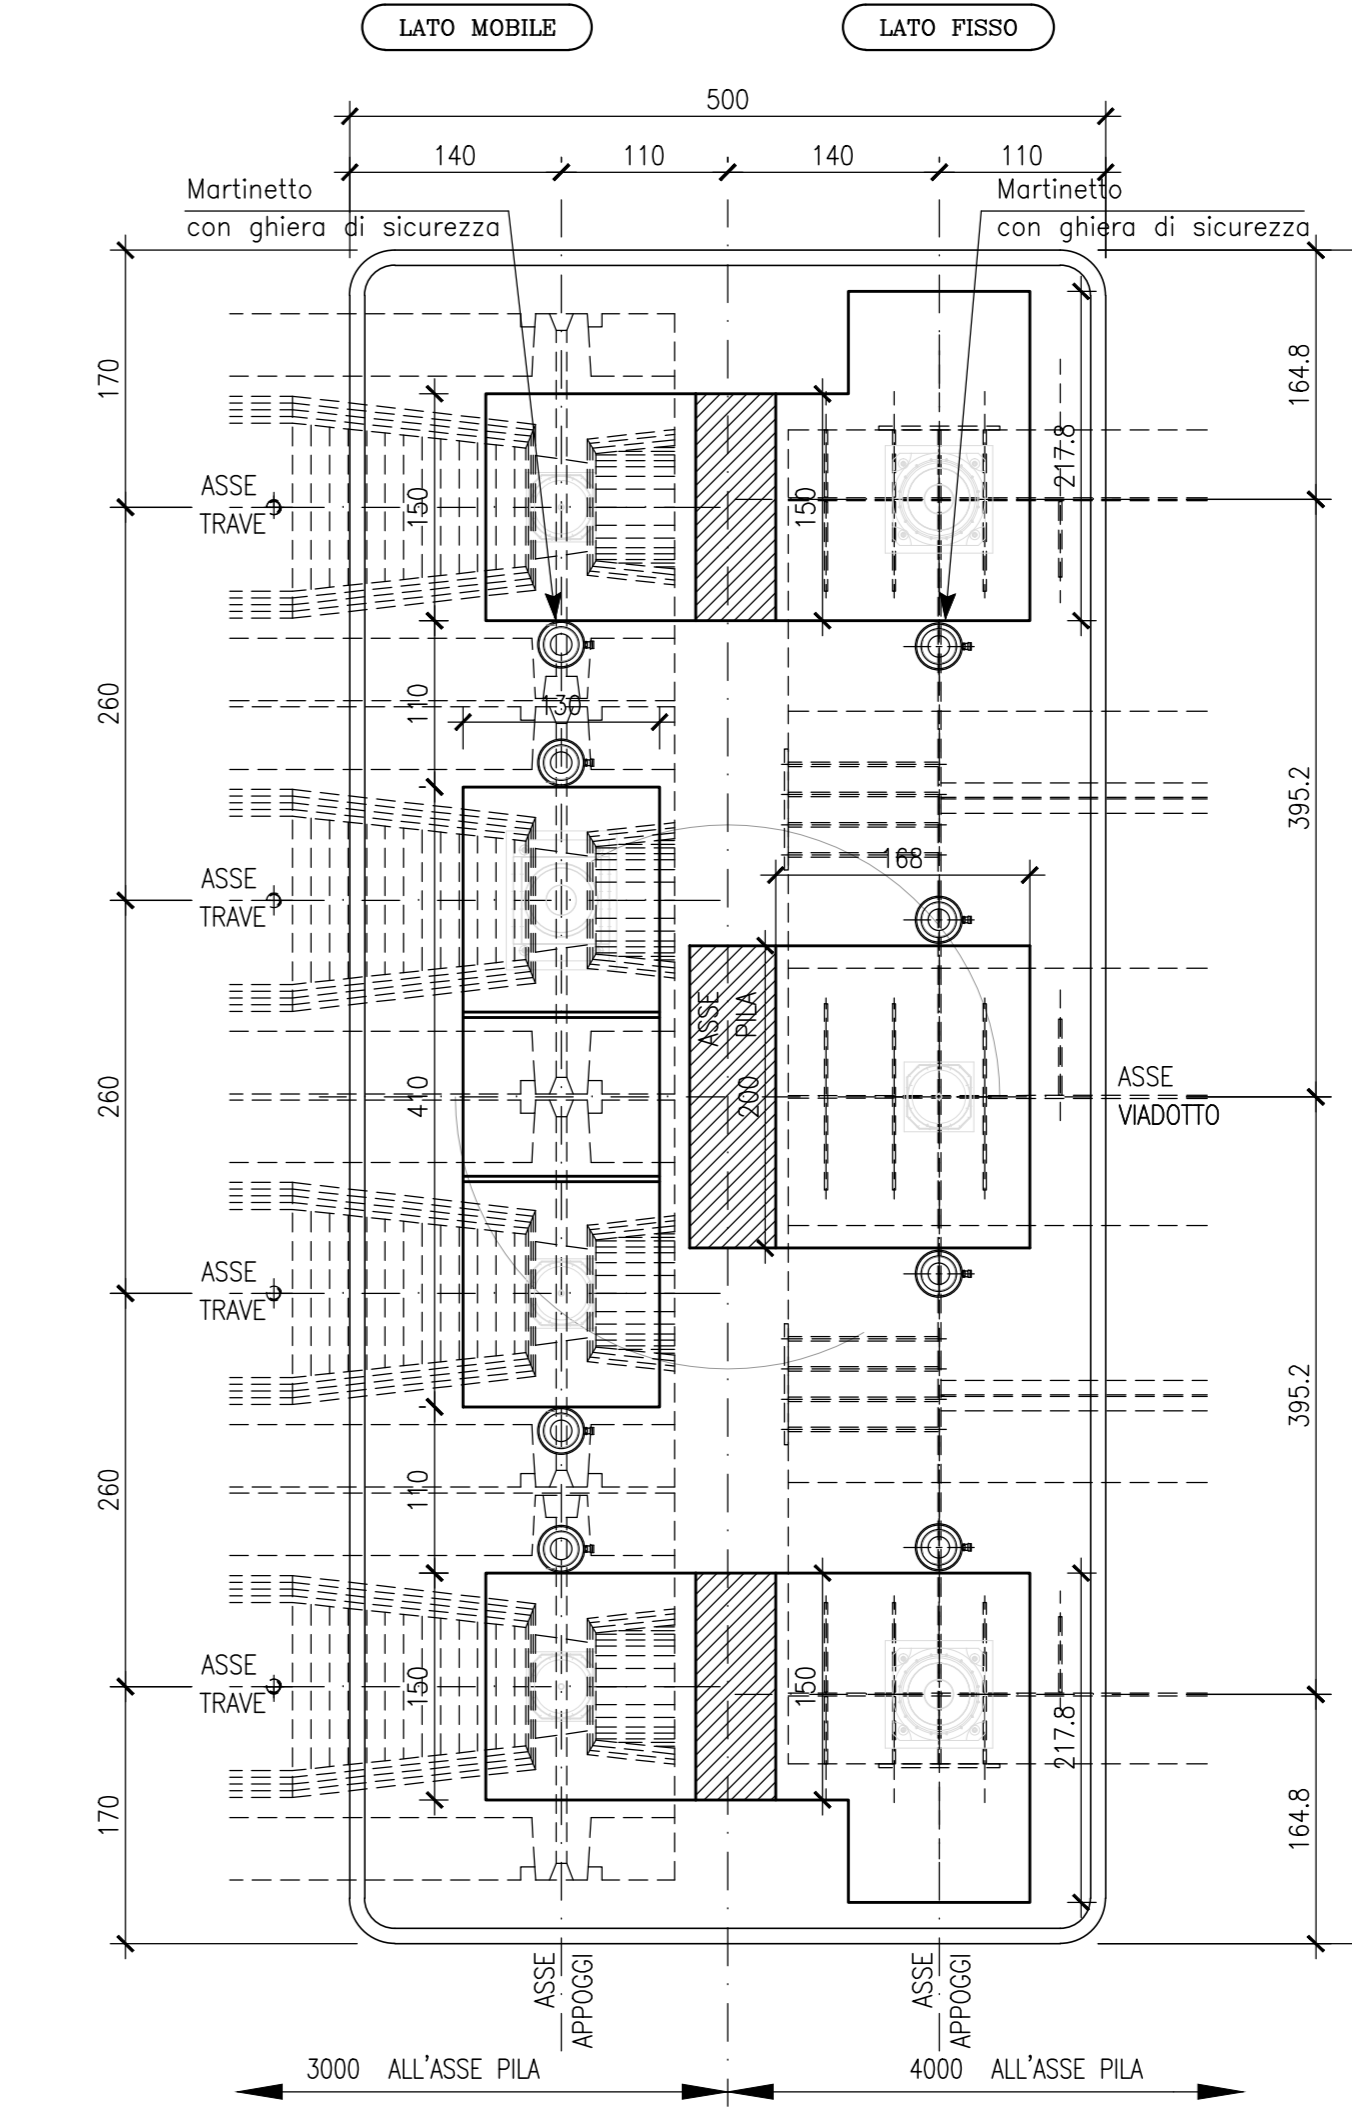 LATO MOBILE
LATO FISSO
500
140
110
140
110
Martinetto
con ghiera di sicurezza
Martinetto
con ghiera di sicurezza
170
164.8
217.8
ASSE
TRAVE
150
150
260
110
130
395.2
168
ASSE
TRAVE
ASSE
PILA
260
410
200
ASSE
VIADOTTO
ASSE
TRAVE
395.2
260
110
ASSE
TRAVE
150
150
217.8
170
164.8
ASSE
APPOGGI
ASSE
APPOGGI
3000 ALL'ASSE PILA
4000 ALL'ASSE PILA